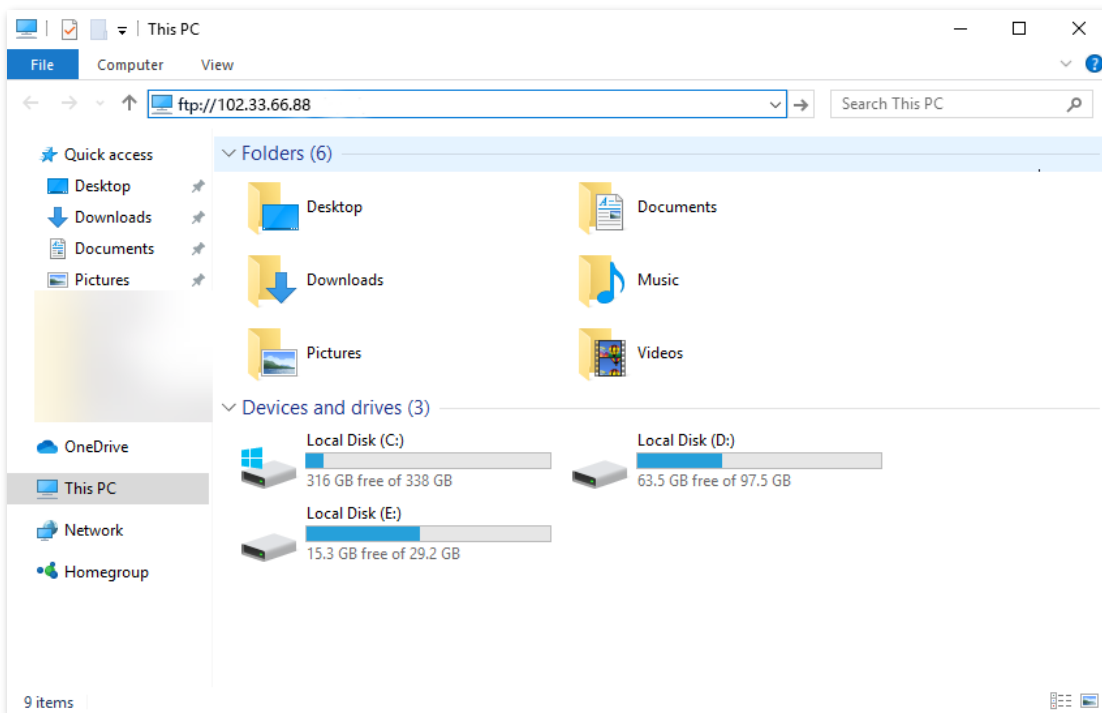 This PC
File Computer View
ftp://102.33.66.88 Search This PC
Quick access
Desktop
Downloads
Documents
Pictures
OneDrive
This PC
Network
Homegroup
Folders (6)
Desktop Documents
Downloads Music
Pictures Videos
Devices and drives (3)
Local Disk (C:) Local Disk (D:)
316 GB free of 338 GB 63.5 GB free of 97.5 GB
Local Disk (E:)
15.3 GB free of 29.2 GB
9 items